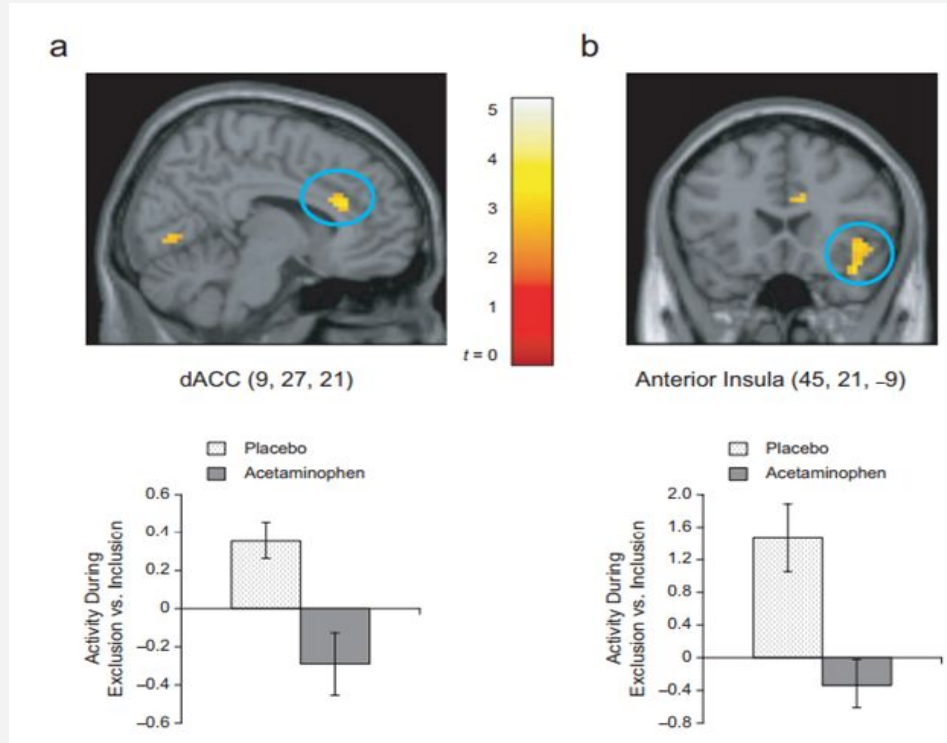 a
b
5
4
3
2
1
t = 0
dACC (9, 27, 21)
Anterior Insula (45, 21, –9)
Placebo
Acetaminophen
0.6
0.4
0.2
0
–0.2
–0.4
–0.6
Activity During
Exclusion vs. Inclusion
Placebo
Acetaminophen
2.0
1.6
1.2
0.8
0.4
0
–0.4
–0.8
Activity During
Exclusion vs. Inclusion